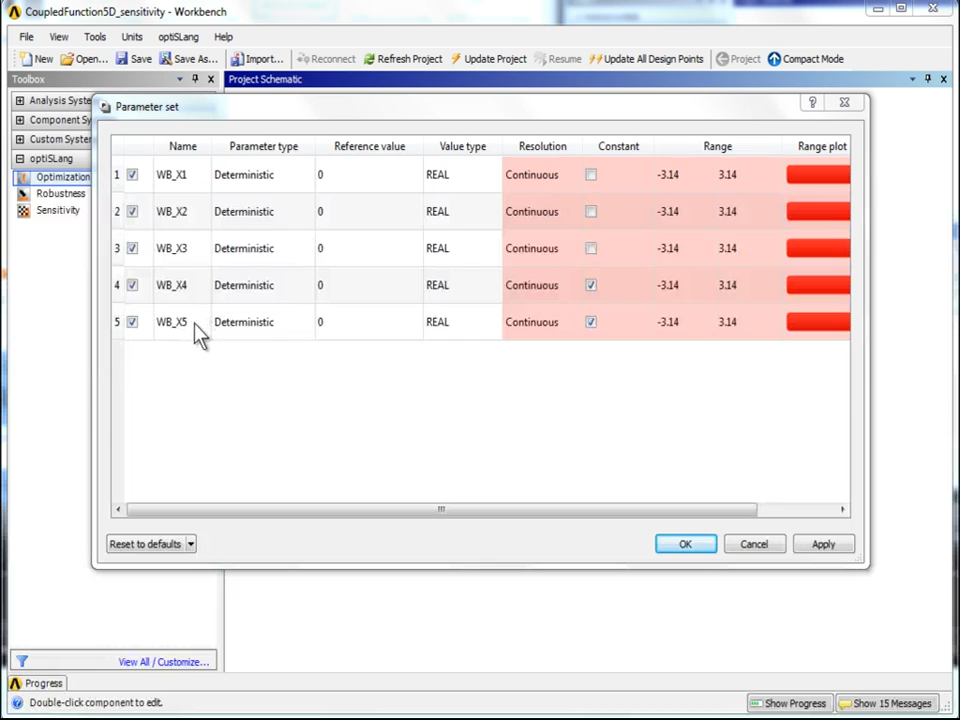 CoupledFunction5D_sensitivity - Workbench
File View Tools Units optiSLang Help
New Open... Save Save As... Import... Reconnect Refresh Project Update Project Resume Update All Design Points Project Compact Mode
Toolbox
Project Schematic
Analysis Syste
Component Sy
Custom System
optiSLang
Optimization
Robustness
Sensitivity
Parameter set
Name Parameter type Reference value Value type Resolution Constant Range Range plot
1 WB_X1 Deterministic 0 REAL Continuous -3.14 3.14
2 WB_X2 Deterministic 0 REAL Continuous -3.14 3.14
3 WB_X3 Deterministic 0 REAL Continuous -3.14 3.14
4 WB_X4 Deterministic 0 REAL Continuous -3.14 3.14
5 WB_X5 Deterministic 0 REAL Continuous -3.14 3.14
Reset to defaults OK Cancel Apply
View All / Customize...
Progress
Double-click component to edit.
Show Progress Show 15 Messages